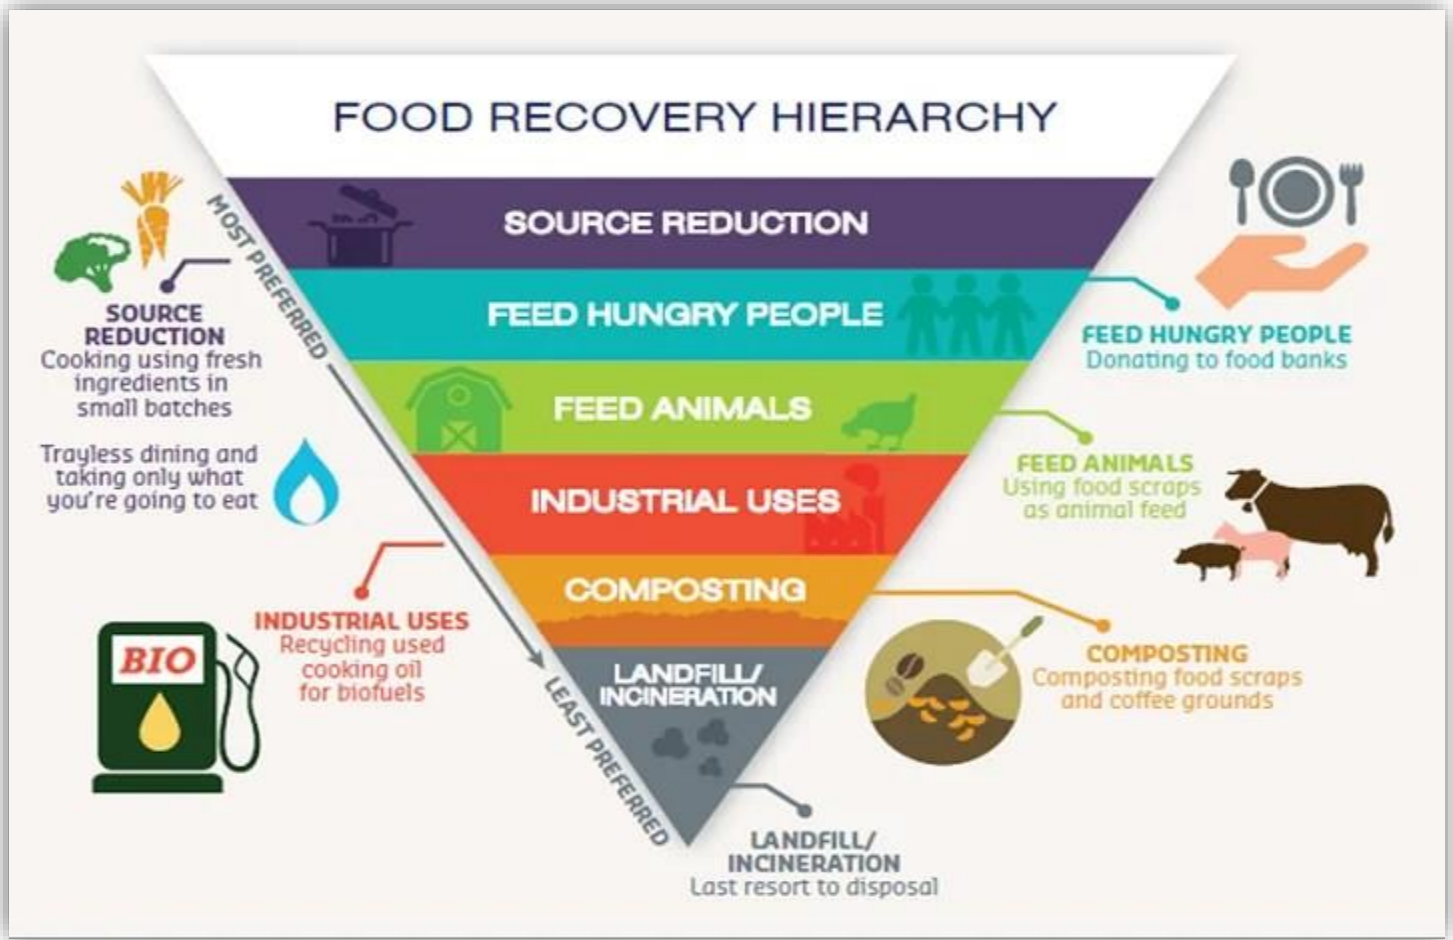 FOOD RECOVERY HIERARCHY
MOST PREFERRED
SOURCE REDUCTION
FEED HUNGRY PEOPLE
FEED ANIMALS
INDUSTRIAL USES
COMPOSTING
LANDFILL/
INCINERATION
LEAST PREFERRED
SOURCE
REDUCTION
Cooking using fresh
ingredients in
small batches
Trayless dining and
taking only what
you're going to eat
FEED HUNGRY PEOPLE
Donating to food banks
FEED ANIMALS
Using food scraps
as animal feed
INDUSTRIAL USES
Recycling used
cooking oil
for biofuels
BIO
COMPOSTING
Composting food scraps
and coffee grounds
LANDFILL/
INCINERATION
Last resort to disposal